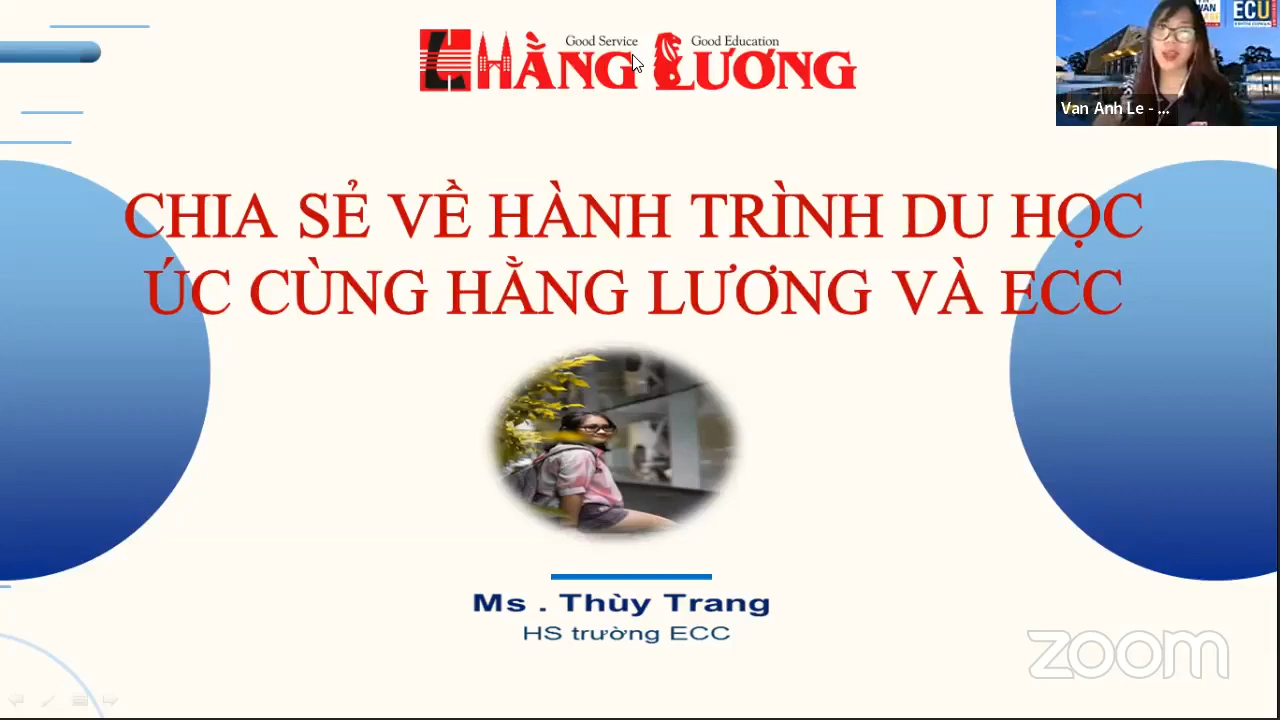 Good Service
Good Education
HẰNG LƯƠNG
ECU
Van Anh Le - ...
CHIA SẺ VỀ HÀNH TRÌNH DU HỌC
ÚC CÙNG HẰNG LƯƠNG VÀ ECC
Ms . Thùy Trang
HS trường ECC
zoom